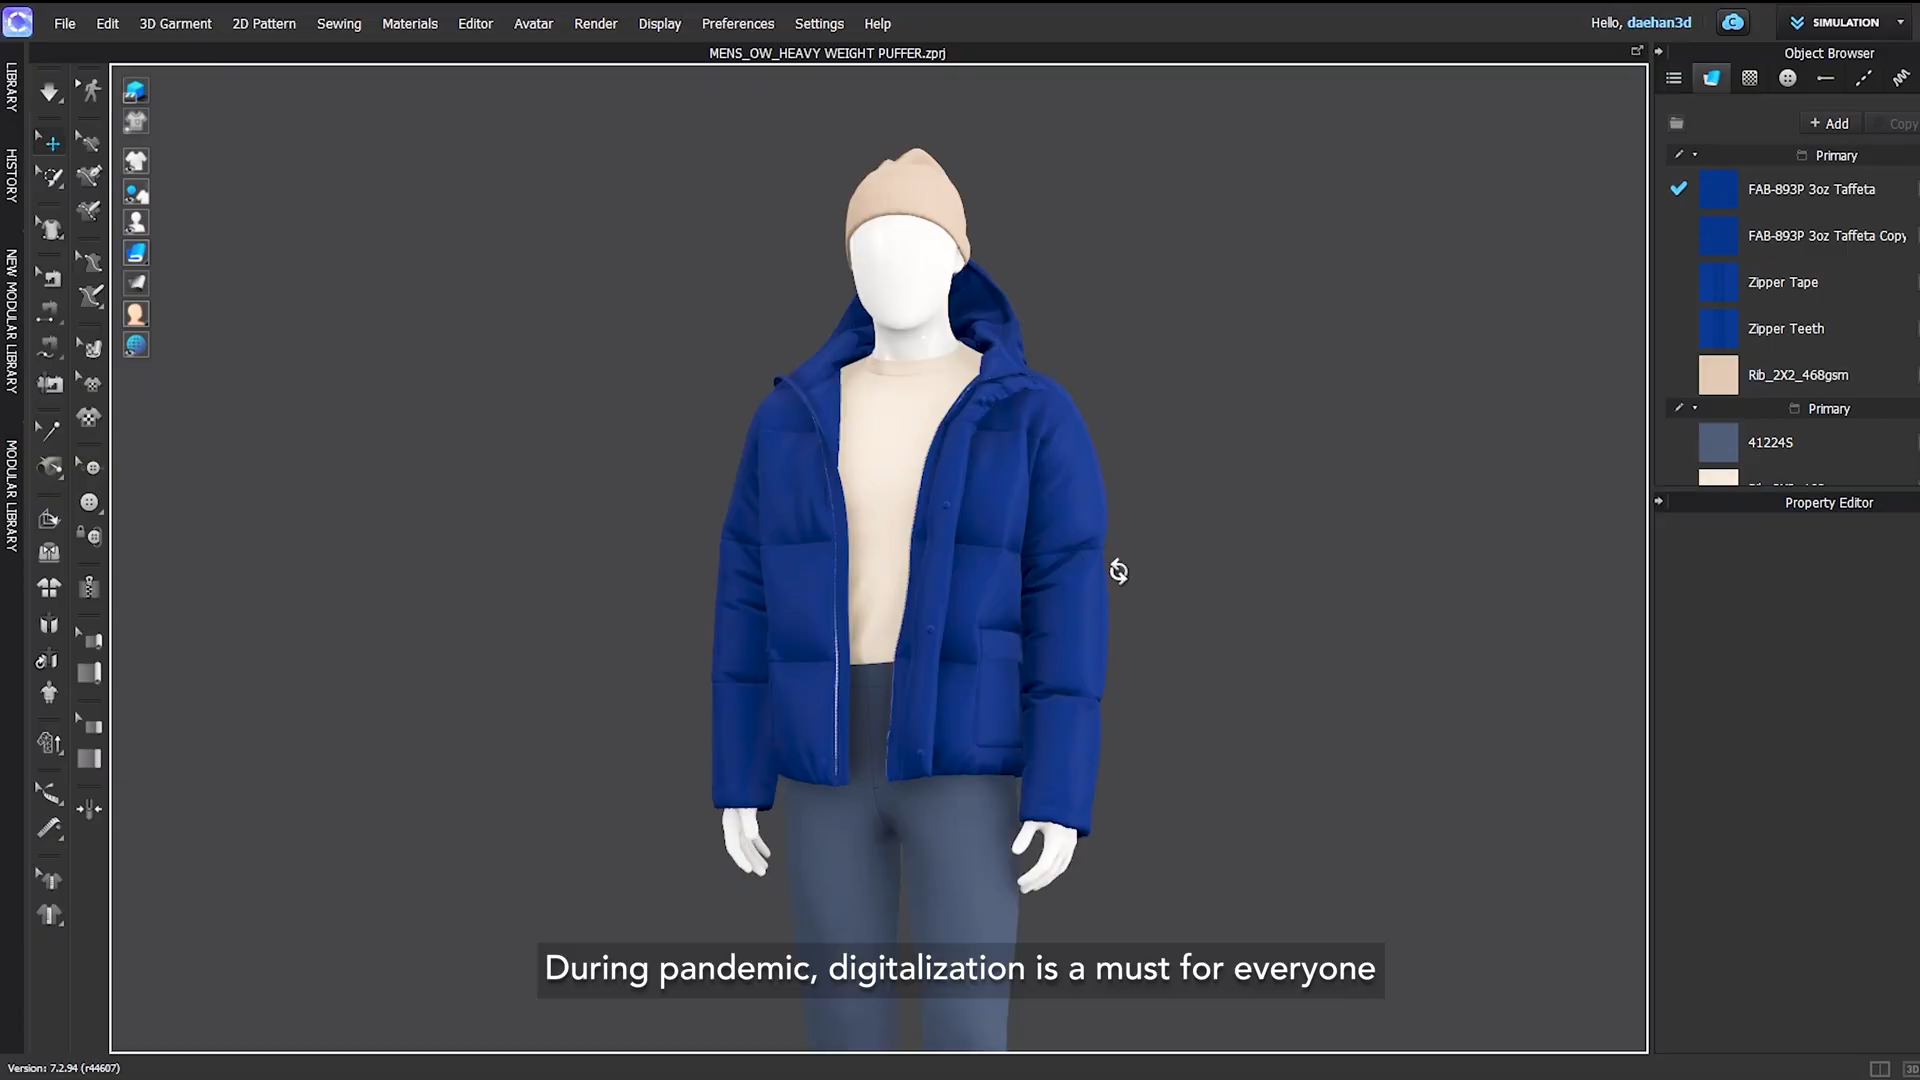 File Edit 3D Garment 2D Pattern Sewing Materials Editor Avatar Render Display Preferences Settings Help
Hello, daehan3d
SIMULATION
MENS_OW_HEAVY WEIGHT PUFFER.zprj
Object Browser
LIBRARY
HISTORY
NEW MODULAR LIBRARY
MODULAR LIBRARY
+ Add Copy
Primary
FAB-893P 3oz Taffeta
FAB-893P 3oz Taffeta Copy
Zipper Tape
Zipper Teeth
Rib_2X2_468gsm
Primary
41224S
Property Editor
During pandemic, digitalization is a must for everyone
Version: 7.2.94 (r44607)
3D